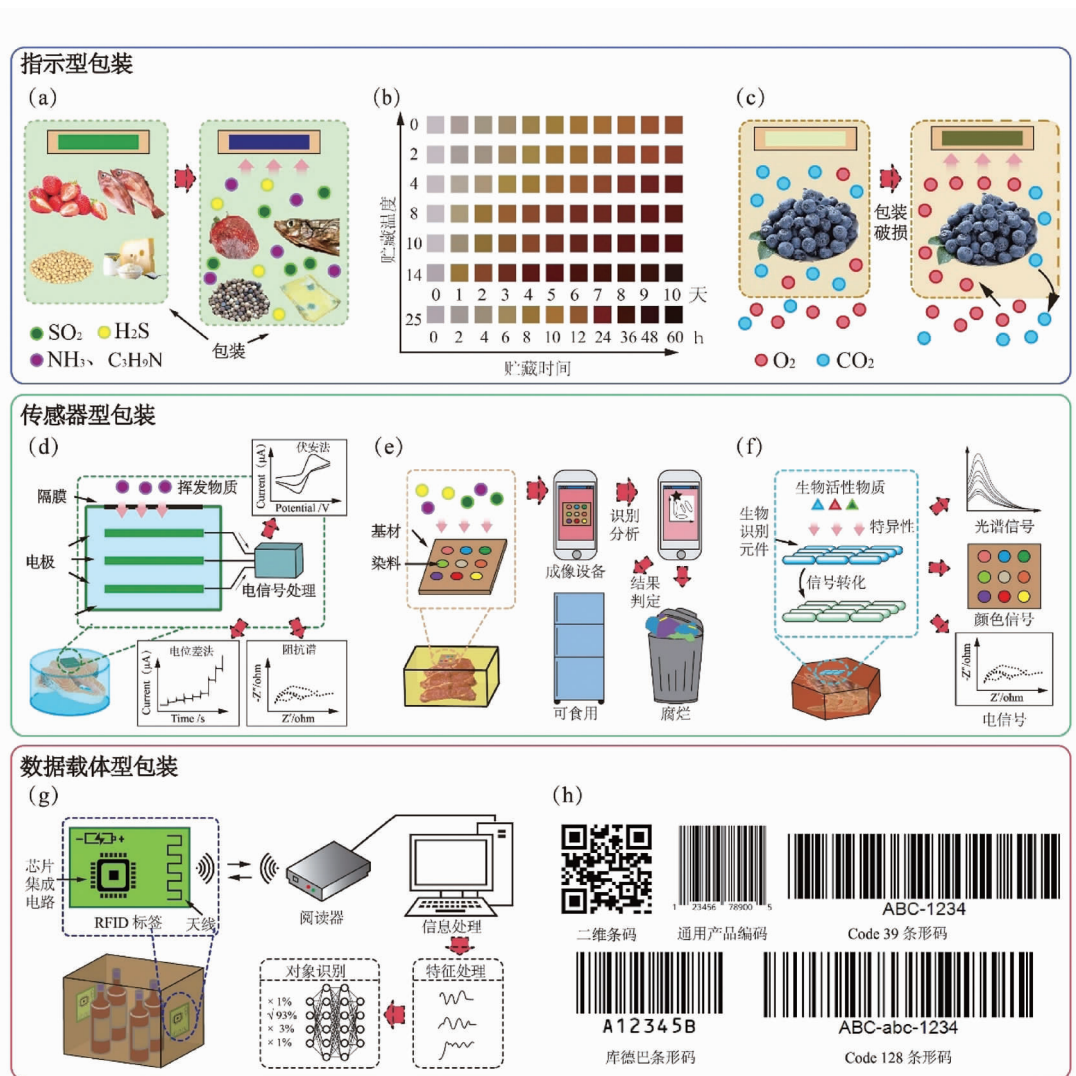 指示型包装
(a)
SO₂
H₂S
NH₃、C₃H₉N
包装
(b)
贮藏温度
0
2
4
8
10
14
0 1 2 3 4 5 6 7 8 9 10 天
25
0 2 4 6 8 10 12 24 36 48 60 h
贮藏时间
(c)
包装
破损
O₂
CO₂
传感器型包装
(d)
隔膜
挥发物质
电极
伏安法
Current (μA)
Potential /V
电信号处理
电位差法
Current (μA)
Time /s
阻抗谱
-Z″/ohm
Z′/ohm
(e)
基材
染料
成像设备
识别
分析
结果
判定
可食用
腐烂
(f)
生物活性物质
生物
识别
元件
特异性
信号转化
光谱信号
颜色信号
-Z″/ohm
Z′/ohm
电信号
数据载体型包装
(g)
芯片
集成
电路
- +
RFID 标签
天线
阅读器
信息处理
对象识别
× 1%
√ 93%
× 3%
× 1%
特征处理
(h)
二维条码
1 23456 78900 5
通用产品编码
ABC-1234
Code 39 条形码
A12345B
库德巴条形码
ABC-abc-1234
Code 128 条形码